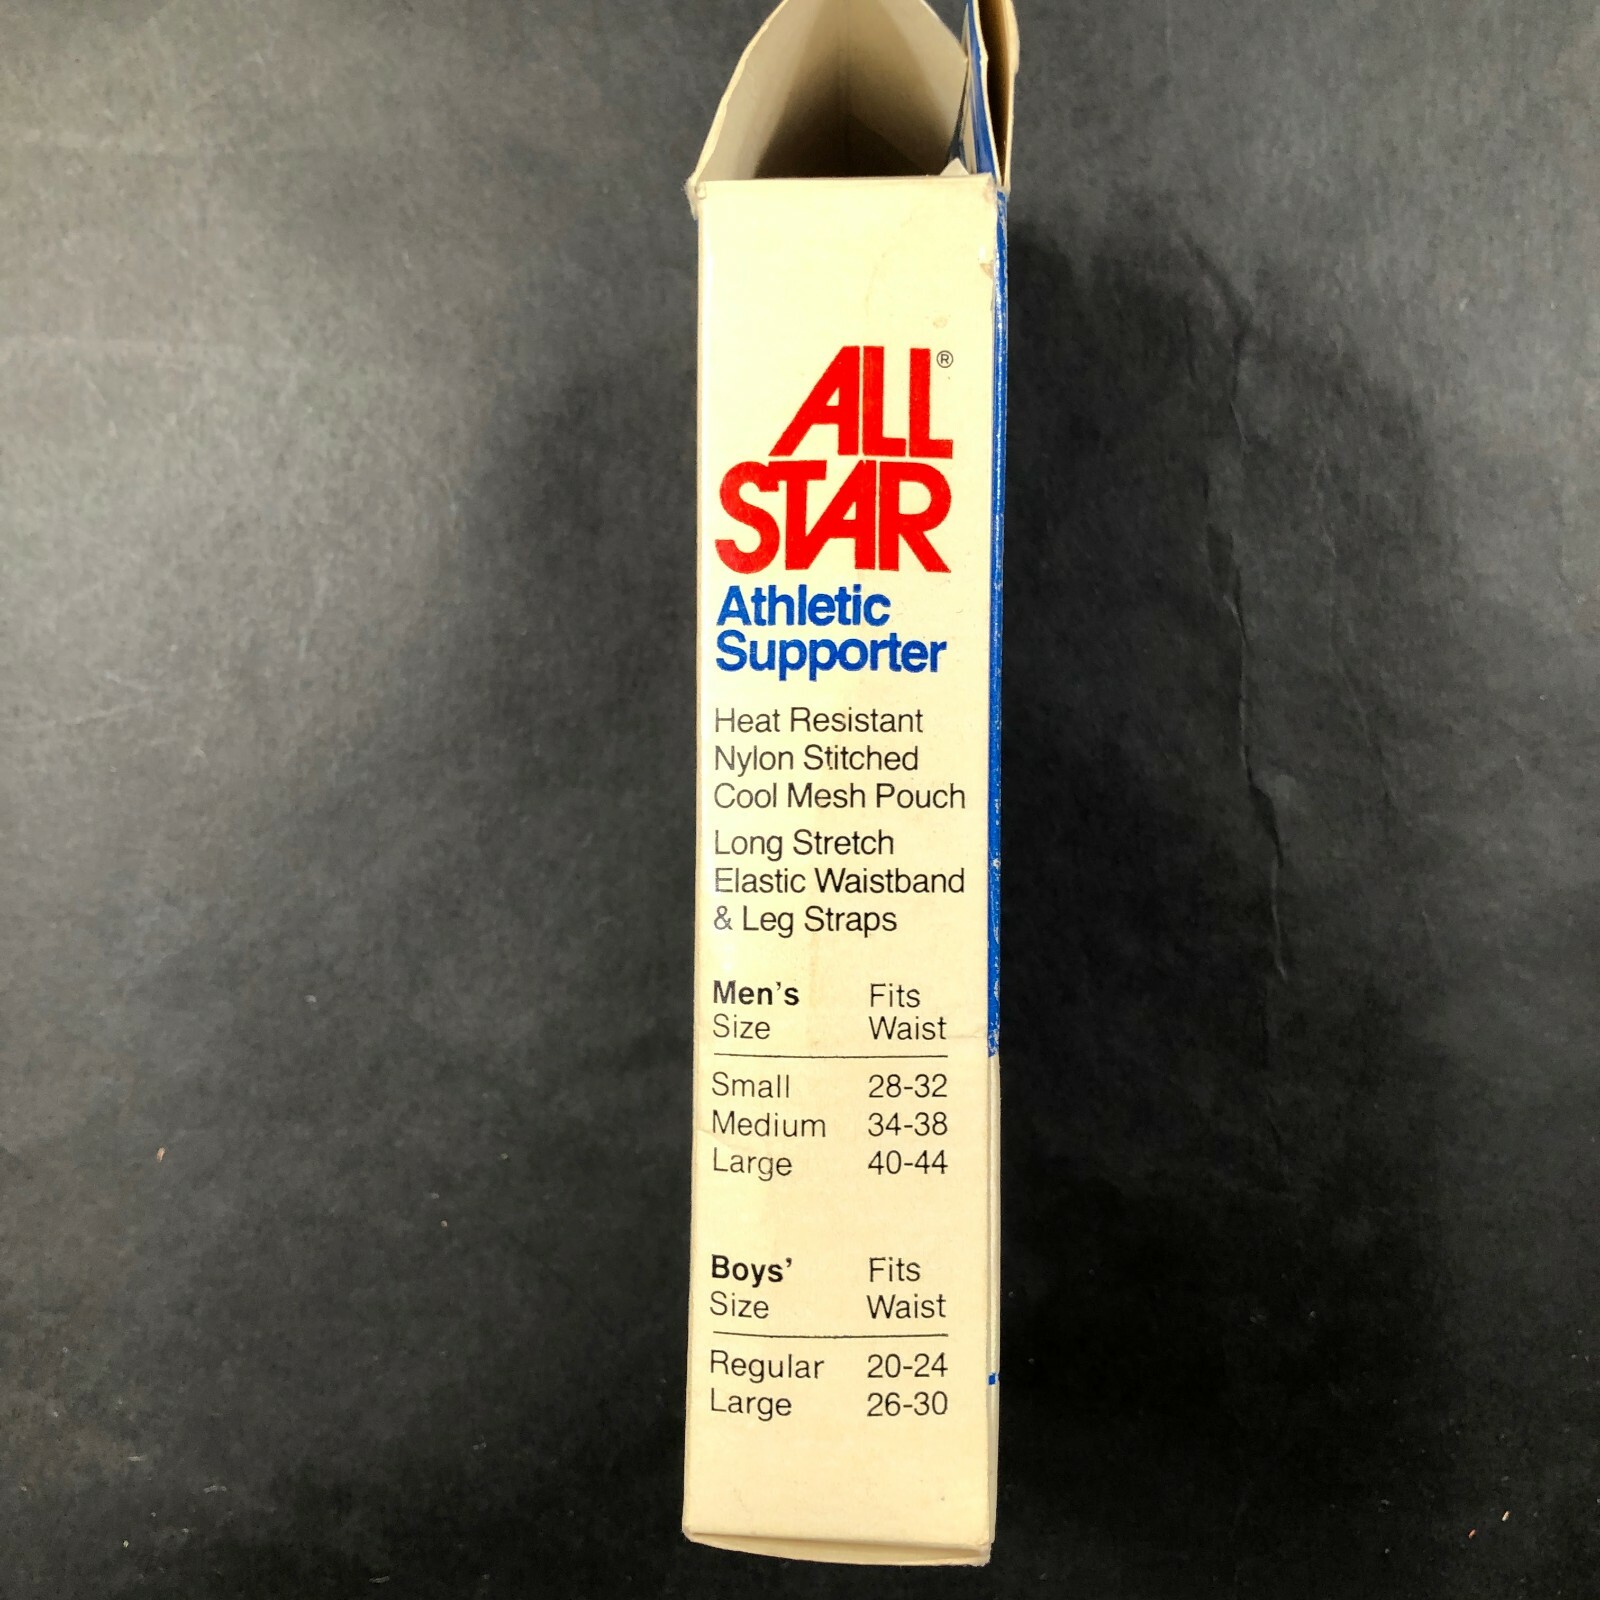 ALL®
STAR
Athletic
Supporter
Heat Resistant
Nylon Stitched
Cool Mesh Pouch
Long Stretch
Elastic Waistband
& Leg Straps
Men's Fits
Size Waist
Small 28-32
Medium 34-38
Large 40-44
Boys' Fits
Size Waist
Regular 20-24
Large 26-30